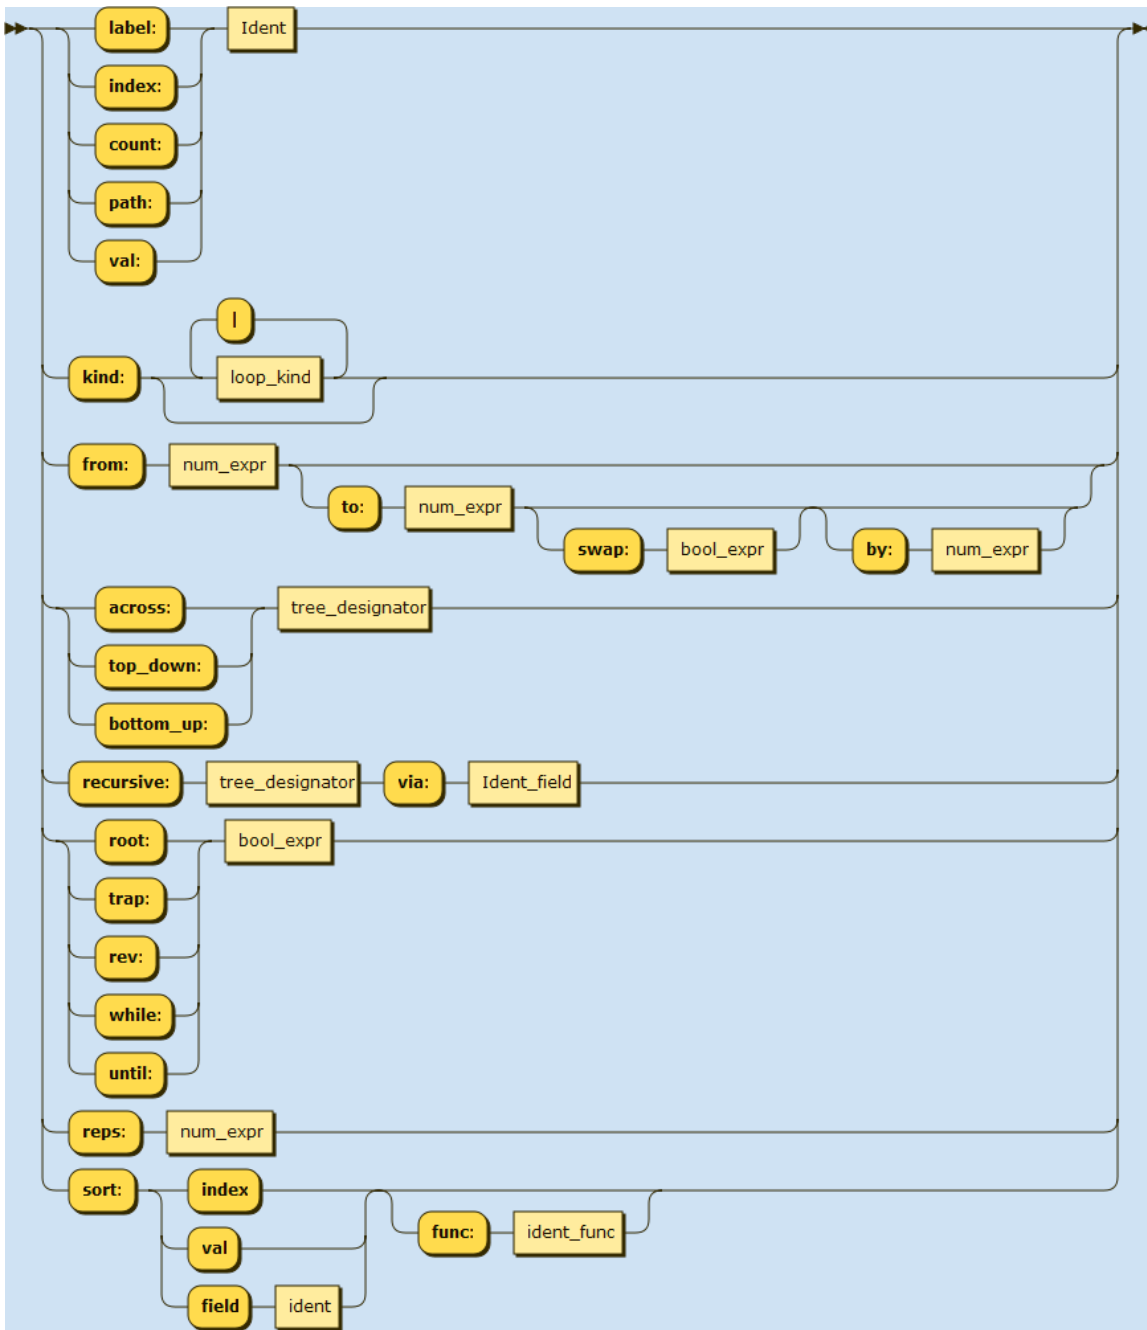 label: Ident
index:
count:
path:
val:
|
kind: loop_kind
from: num_expr
to: num_expr
swap: bool_expr by: num_expr
across: tree_designator
top_down:
bottom_up:
recursive: tree_designator via: Ident_field
root: bool_expr
trap:
rev:
while:
until:
reps: num_expr
sort: index
func: ident_func
val
field ident